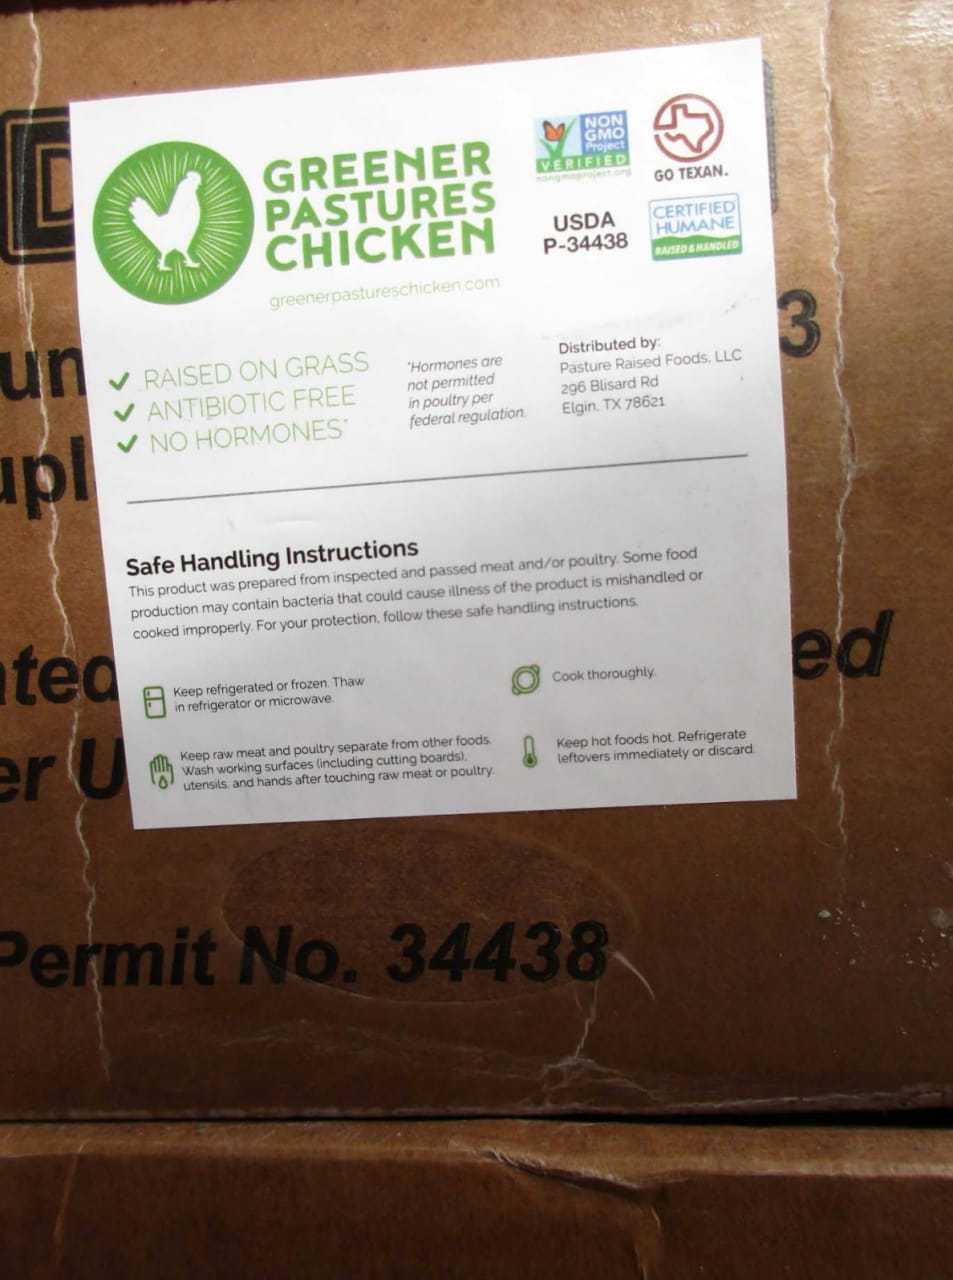 GREENER
PASTURES
CHICKEN
greenerpastureschicken.com
NON
GMO
Project
VERIFIED
nongmoproject.org
GO TEXAN.
USDA
P-34438
CERTIFIED
HUMANE
RAISED & HANDLED
RAISED ON GRASS
ANTIBIOTIC FREE
NO HORMONES*
*Hormones are
not permitted
in poultry per
federal regulation.
Distributed by:
Pasture Raised Foods, LLC
296 Blisard Rd
Elgin, TX 78621
Safe Handling Instructions
This product was prepared from inspected and passed meat and/or poultry. Some food
production may contain bacteria that could cause illness of the product is mishandled or
cooked improperly. For your protection, follow these safe handling instructions.
Keep refrigerated or frozen. Thaw
in refrigerator or microwave.
Cook thoroughly.
Keep raw meat and poultry separate from other foods.
Wash working surfaces (including cutting boards),
utensils, and hands after touching raw meat or poultry.
Keep hot foods hot. Refrigerate
leftovers immediately or discard.
D
un
3
upl
ated
ed
er U
Permit No. 34438